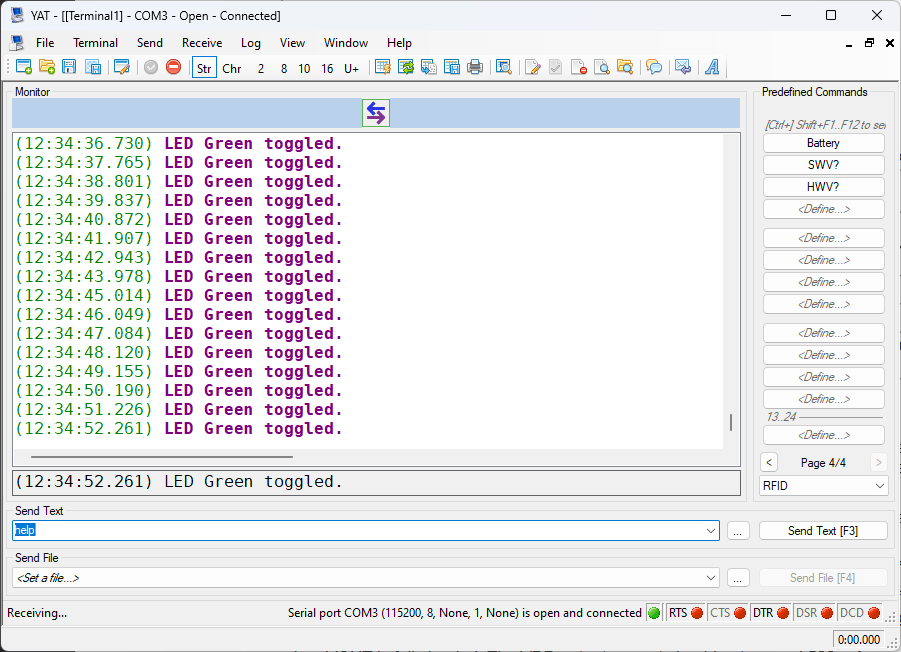 YAT - [[Terminal1] - COM3 - Open - Connected]
File Terminal Send Receive Log View Window Help
Str Chr 2 8 10 16 U+
Monitor
(12:34:36.730) LED Green toggled.
(12:34:37.765) LED Green toggled.
(12:34:38.801) LED Green toggled.
(12:34:39.837) LED Green toggled.
(12:34:40.872) LED Green toggled.
(12:34:41.907) LED Green toggled.
(12:34:42.943) LED Green toggled.
(12:34:43.978) LED Green toggled.
(12:34:45.014) LED Green toggled.
(12:34:46.049) LED Green toggled.
(12:34:47.084) LED Green toggled.
(12:34:48.120) LED Green toggled.
(12:34:49.155) LED Green toggled.
(12:34:50.190) LED Green toggled.
(12:34:51.226) LED Green toggled.
(12:34:52.261) LED Green toggled.
(12:34:52.261) LED Green toggled.
Predefined Commands
[Ctrl+] Shift+F1..F12 to
Battery
SWV?
HWV?
<Define...>
<Define...>
<Define...>
<Define...>
<Define...>
<Define...>
<Define...>
<Define...>
<Define...>
13..24
<Define...>
< Page 4/4 >
RFID
Send Text
help
... Send Text [F3]
Send File
<Set a file...>
... Send File [F4]
Receiving... Serial port COM3 (115200, 8, None, 1, None) is open and connected RTS CTS DTR DSR DCD
0:00.000